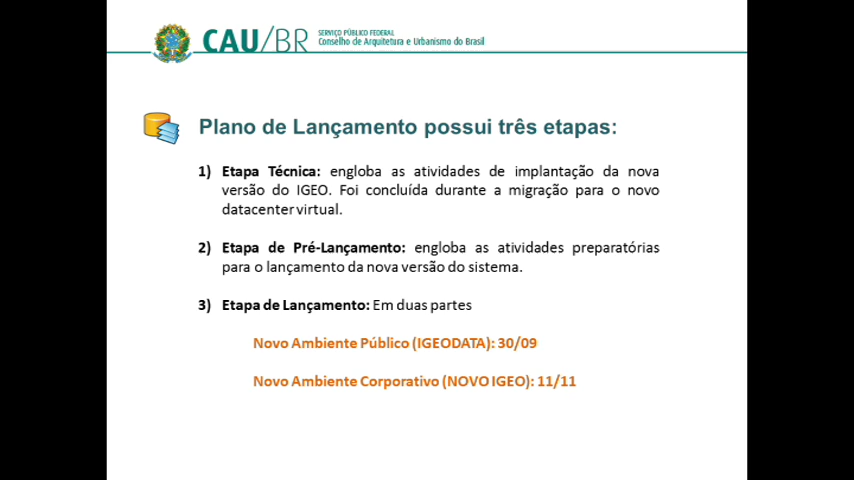 CAU/BR
SERVIÇO PÚBLICO FEDERAL
Conselho de Arquitetura e Urbanismo do Brasil
Plano de Lançamento possui três etapas:
1) Etapa Técnica: engloba as atividades de implantação da nova
versão do IGEO. Foi concluída durante a migração para o novo
datacenter virtual.
2) Etapa de Pré-Lançamento: engloba as atividades preparatórias
para o lançamento da nova versão do sistema.
3) Etapa de Lançamento: Em duas partes
Novo Ambiente Público (IGEODATA): 30/09
Novo Ambiente Corporativo (NOVO IGEO): 11/11